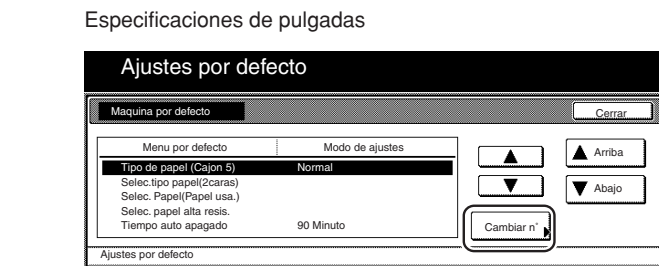 Especificaciones de pulgadas
Ajustes por defecto
Maquina por defecto
Cerrar
Menu por defecto Modo de ajustes
Tipo de papel (Cajon 5) Normal
Selec.tipo papel(2caras)
Selec. Papel(Papel usa.)
Selec. papel alta resis.
Tiempo auto apagado 90 Minuto
Arriba
Abajo
Cambiar n°
Ajustes por defecto